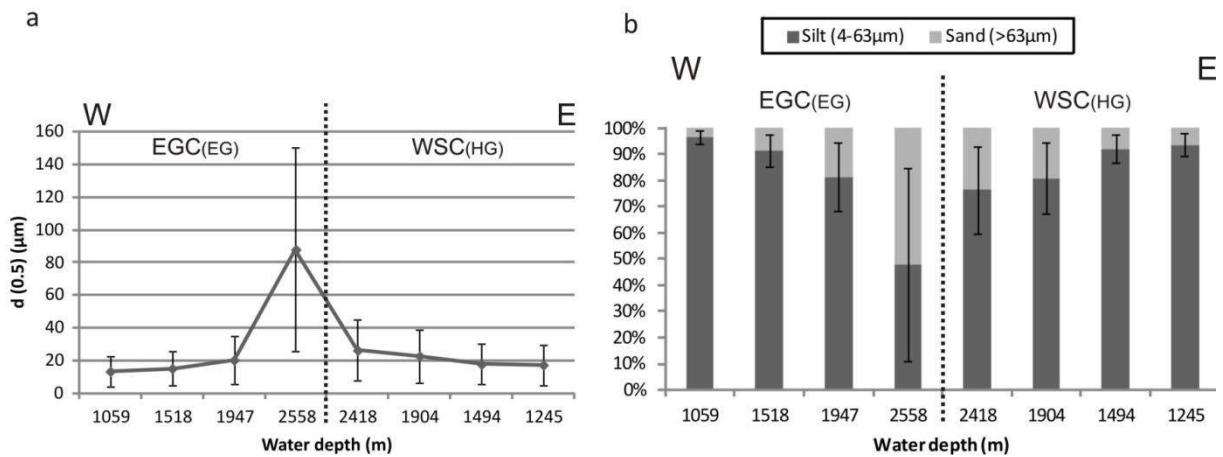 a
W
E
EGC(EG)
WSC(HG)
160
140
120
100
80
60
40
20
0
d (0.5) (µm)
1059 1518 1947 2558 2418 1904 1494 1245
Water depth (m)
b
Silt (4-63µm) Sand (>63µm)
W
E
EGC(EG)
WSC(HG)
100%
90%
80%
70%
60%
50%
40%
30%
20%
10%
0%
1059 1518 1947 2558 2418 1904 1494 1245
Water depth (m)